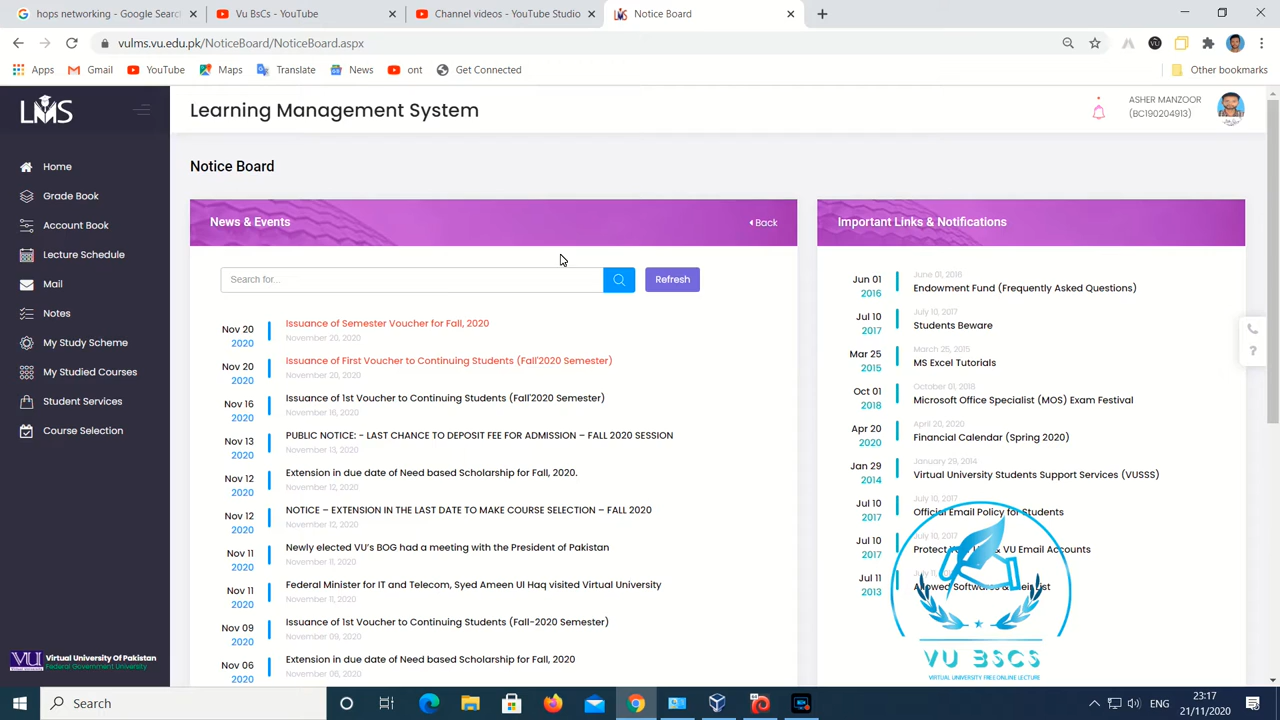 hops network - Google Searc
Vu BsCS - YouTube
Channel videos - YouTube Studio
Notice Board
vulms.vu.edu.pk/NoticeBoard/NoticeBoard.aspx
Apps Gmail YouTube Maps Translate News ont Get Connected Other bookmarks
LMS
Learning Management System
ASHER MANZOOR
(BC190204913)
Home
Grade Book
Account Book
Lecture Schedule
Mail
Notes
My Study Scheme
My Studied Courses
Student Services
Course Selection
VU Virtual University Of Pakistan
Federal Government University
Notice Board
News & Events
Back
Search for...
Refresh
Nov 20 2020 Issuance of Semester Voucher for Fall, 2020
November 20, 2020
Nov 20 2020 Issuance of First Voucher to Continuing Students (Fall'2020 Semester)
November 20, 2020
Nov 16 2020 Issuance of 1st Voucher to Continuing Students (Fall'2020 Semester)
November 16, 2020
Nov 13 2020 PUBLIC NOTICE: - LAST CHANCE TO DEPOSIT FEE FOR ADMISSION – FALL 2020 SESSION
November 13, 2020
Nov 12 2020 Extension in due date of Need based Scholarship for Fall, 2020.
November 12, 2020
Nov 12 2020 NOTICE – EXTENSION IN THE LAST DATE TO MAKE COURSE SELECTION – FALL 2020
November 12, 2020
Nov 11 2020 Newly elected VU's BOG had a meeting with the President of Pakistan
November 11, 2020
Nov 11 2020 Federal Minister for IT and Telecom, Syed Ameen Ul Haq visited Virtual University
November 11, 2020
Nov 09 2020 Issuance of 1st Voucher to Continuing Students (Fall-2020 Semester)
November 09, 2020
Nov 06 2020 Extension in due date of Need based Scholarship for Fall, 2020
November 06, 2020
Important Links & Notifications
Jun 01 2016 June 01, 2016
Endowment Fund (Frequently Asked Questions)
Jul 10 2017 July 10, 2017
Students Beware
Mar 25 2015 March 25, 2015
MS Excel Tutorials
Oct 01 2018 October 01, 2018
Microsoft Office Specialist (MOS) Exam Festival
Apr 20 2020 April 20, 2020
Financial Calendar (Spring 2020)
Jan 29 2014 January 29, 2014
Virtual University Students Support Services (VUSSS)
Jul 10 2017 July 10, 2017
Official Email Policy for Students
Jul 10 2017 July 10, 2017
Protect & VU Email Accounts
Jul 11 2013 July 11,
Allowed Softwares
VU BSCS
VIRTUAL UNIVERSITY FREE ONLINE LECTURE
Search
ENG
23:17
21/11/2020